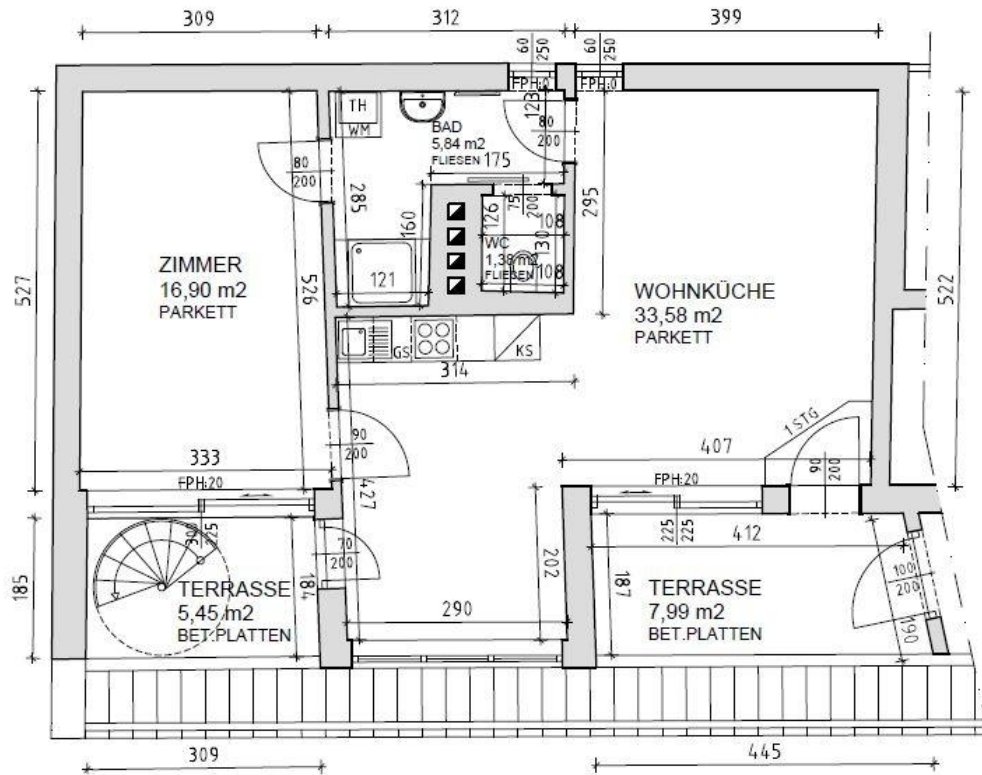 309
312
399
60
250
60
250
FPH:0
FPH:0
TH
WM
BAD
5,84 m2
FLIESEN
175
123
80
200
80
200
285
160
126
75
200
108
130
108
WC
1,38 m2
FLIESEN
295
121
527
526
522
ZIMMER
16,90 m2
PARKETT
WOHNKÜCHE
33,58 m2
PARKETT
GS
KS
314
1 STG
90
200
407
90
200
333
FPH:20
FPH:20
427
300
225
225
225
412
70
200
202
185
184
187
100
200
190
TERRASSE
5,45 m2
BET.PLATTEN
290
TERRASSE
7,99 m2
BET.PLATTEN
309
445